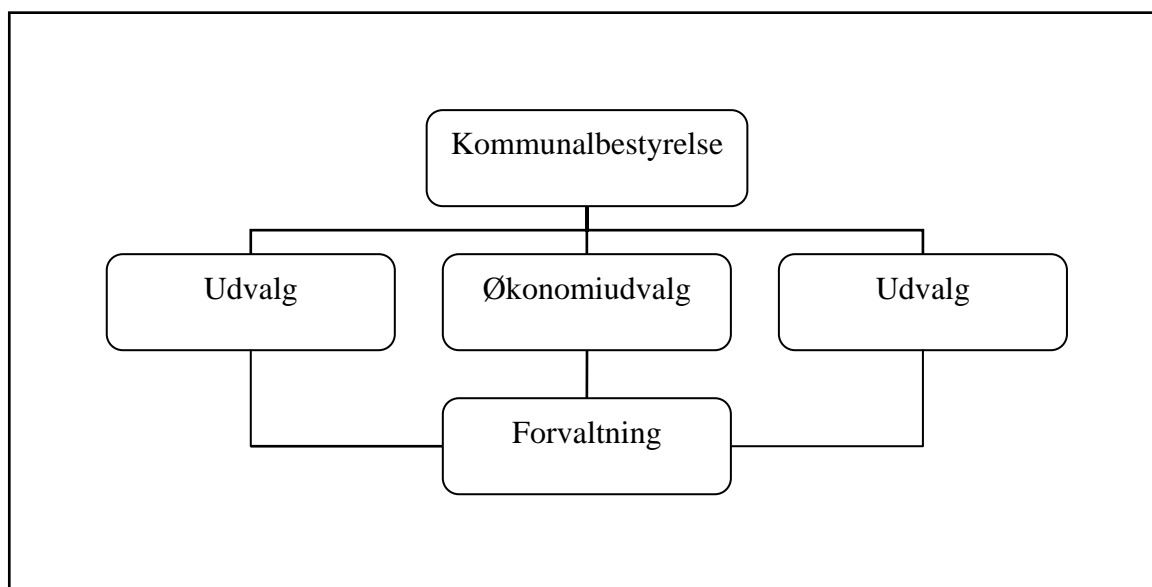 Kommunalbestyrelse
Udvalg
Økonomiudvalg
Udvalg
Forvaltning